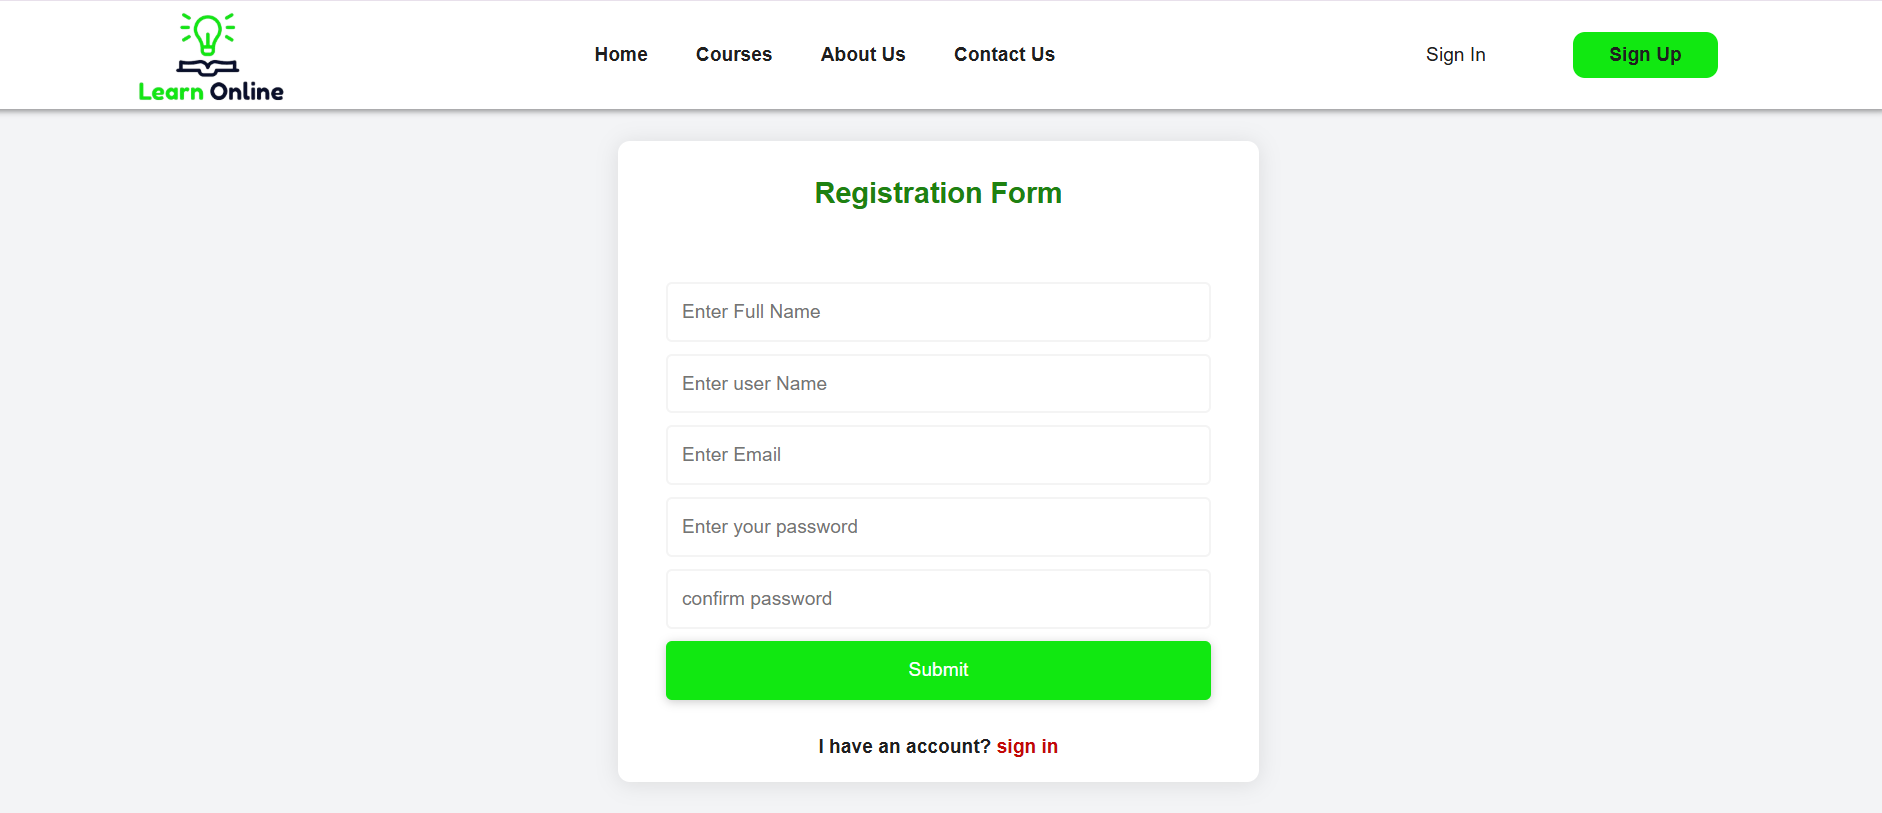 Learn Online
Home Courses About Us Contact Us Sign In Sign Up
Registration Form
Enter Full Name
Enter user Name
Enter Email
Enter your password
confirm password
Submit
I have an account? sign in